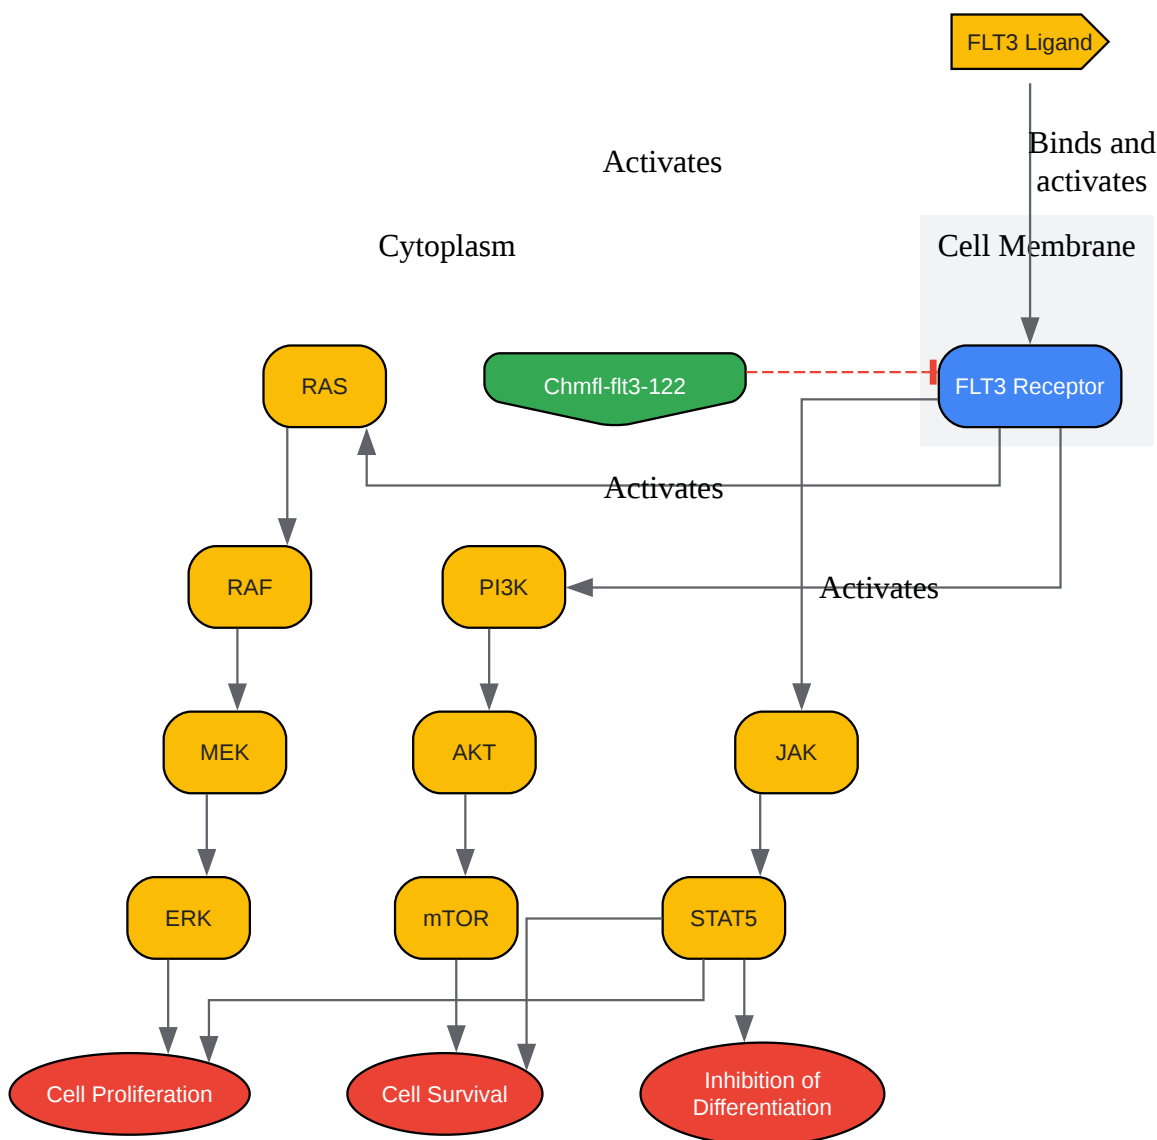 FLT3 Ligand
Binds and
activates
Activates
Cytoplasm
Cell Membrane
RAS
Chmfl-flt3-122
FLT3 Receptor
Activates
RAF
PI3K
Activates
MEK
AKT
JAK
ERK
mTOR
STAT5
Cell Proliferation
Cell Survival
Inhibition of
Differentiation